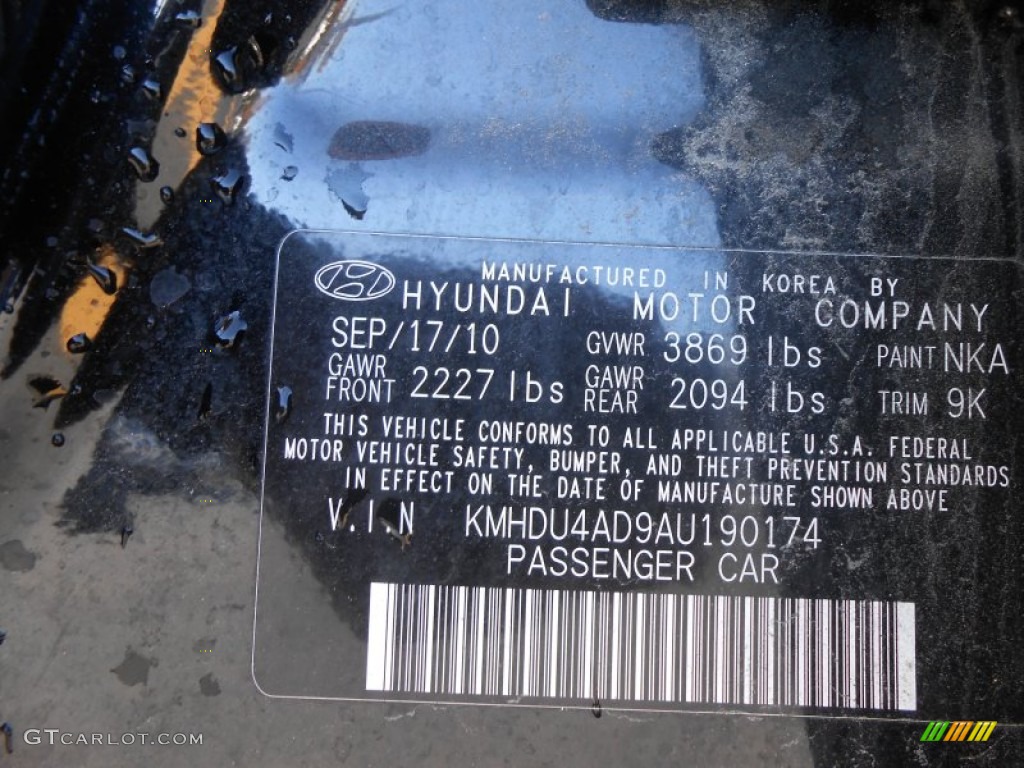 MANUFACTURED IN KOREA BY
HYUNDAI MOTOR COMPANY
SEP/17/10 GVWR 3869 lbs PAINT NKA
GAWR FRONT 2227 lbs GAWR REAR 2094 lbs TRIM 9K
THIS VEHICLE CONFORMS TO ALL APPLICABLE U.S.A. FEDERAL
MOTOR VEHICLE SAFETY, BUMPER, AND THEFT PREVENTION STANDARDS
IN EFFECT ON THE DATE OF MANUFACTURE SHOWN ABOVE
V.I.N KMHDU4AD9AU190174
PASSENGER CAR
GTCARLOT.COM